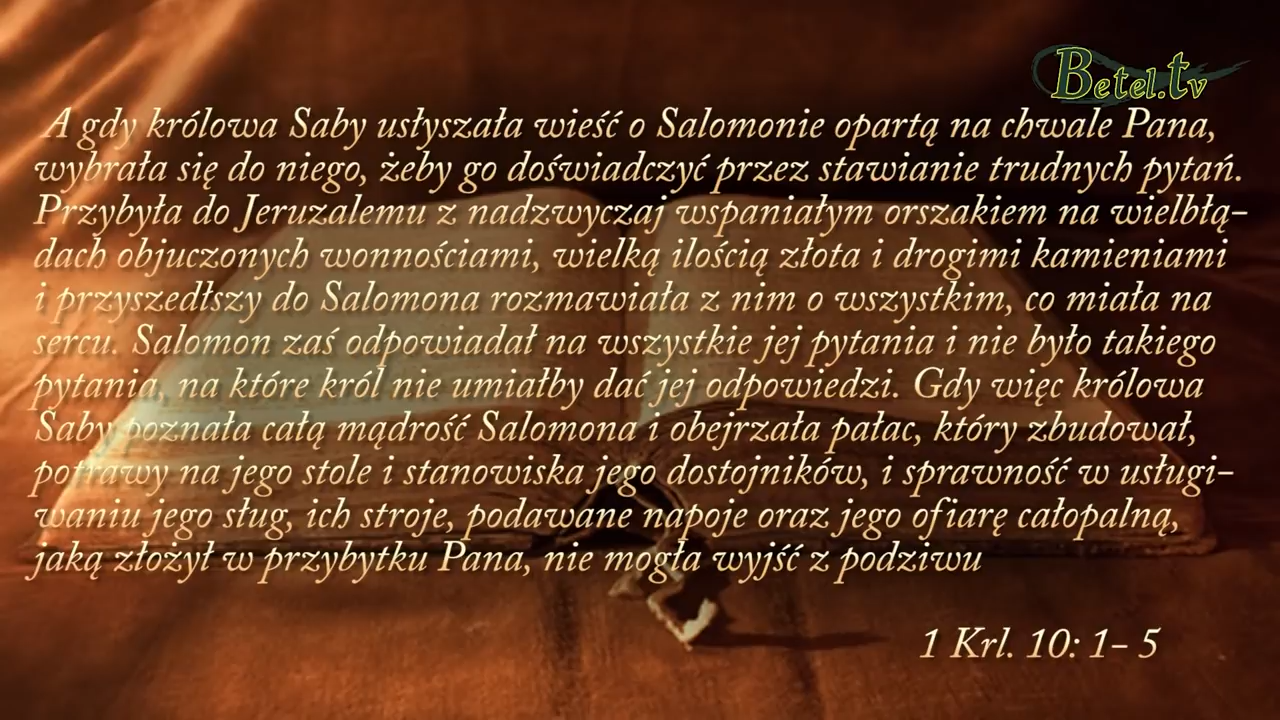 Betel.tv
A gdy królowa Saby usłyszała wieść o Salomonie opartą na chwale Pana,
wybrała się do niego, żeby go doświadczyć przez stawianie trudnych pytań.
Przybyła do Jeruzalemu z nadzwyczaj wspaniałym orszakiem na wielbłą-
dach objuczonych wonnościami, wielką ilością złota i drogimi kamieniami
i przyszedłszy do Salomona rozmawiała z nim o wszystkim, co miała na
sercu. Salomon zaś odpowiadał na wszystkie jej pytania i nie było takiego
pytania, na które król nie umiałby dać jej odpowiedzi. Gdy więc królowa
Saby poznała całą mądrość Salomona i obejrzała pałac, który zbudował,
potrawy na jego stole i stanowiska jego dostojników, i sprawność w usługi-
waniu jego sług, ich stroje, podawane napoje oraz jego ofiarę całopalną,
jaką złożył w przybytku Pana, nie mogła wyjść z podziwu
1 Krl. 10: 1- 5